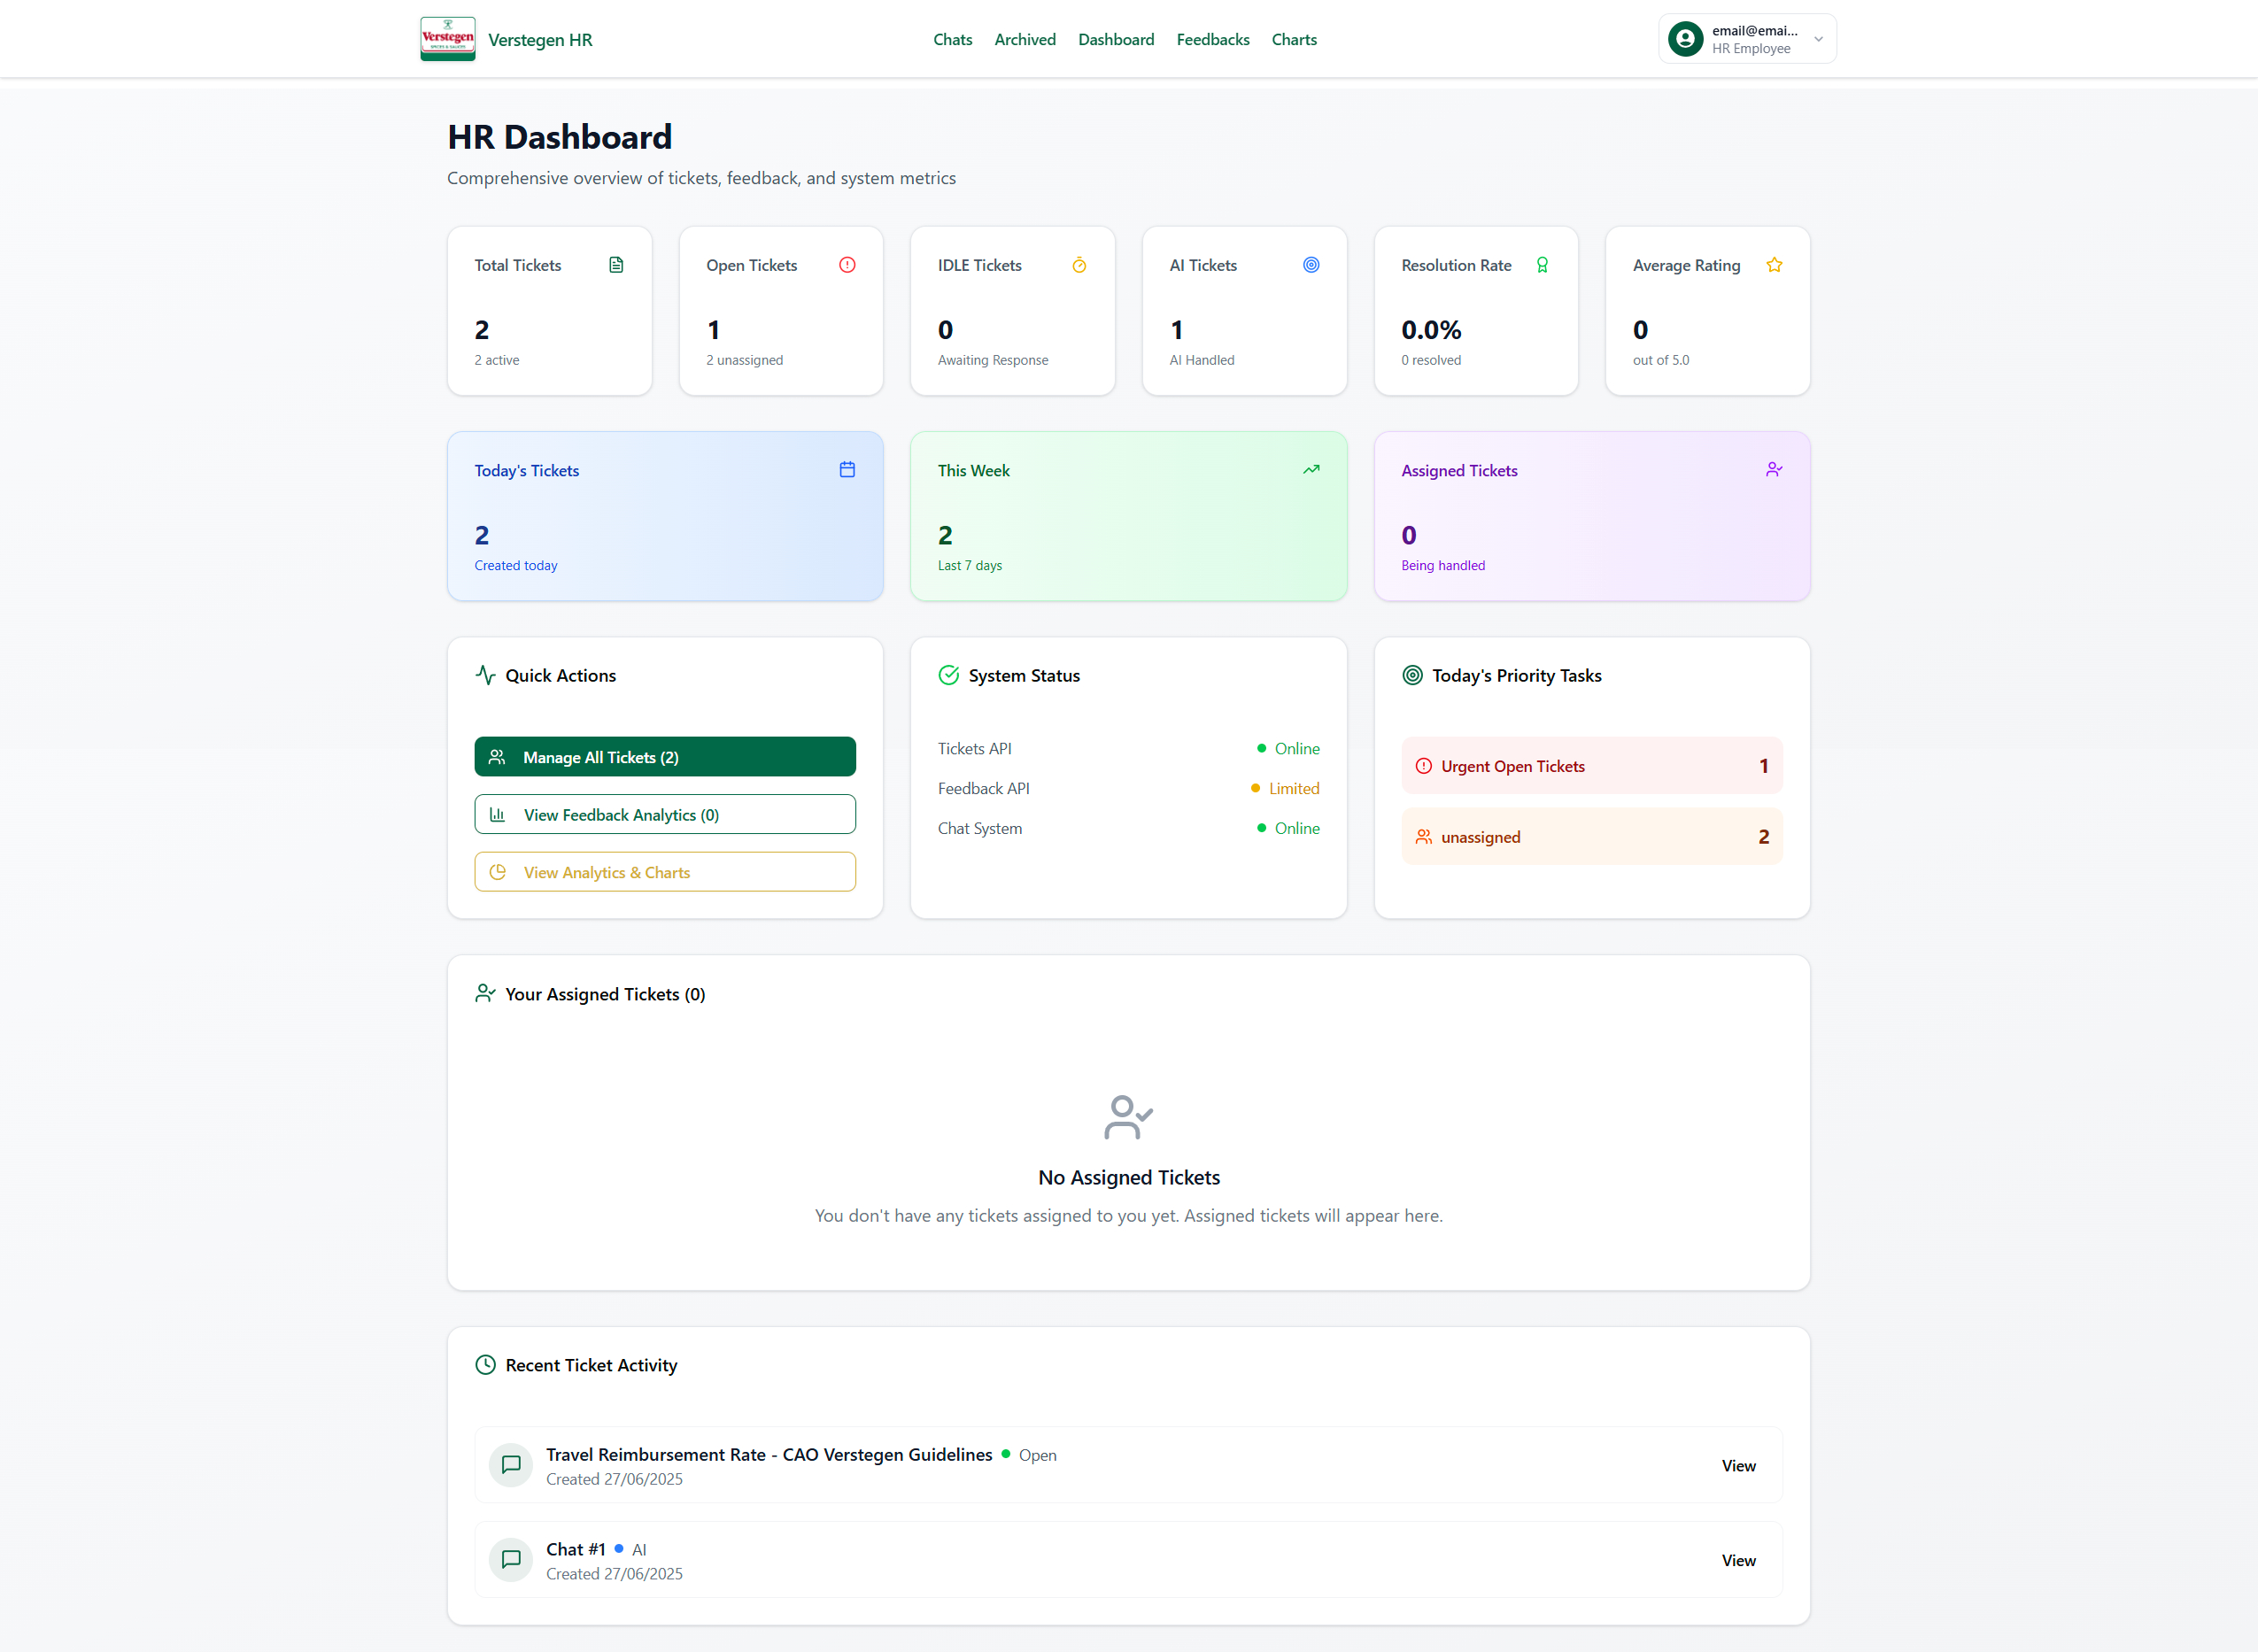 Verstegen
SPICES & SAUCES
Verstegen HR
Chats
Archived
Dashboard
Feedbacks
Charts
email@emai...
HR Employee
HR Dashboard
Comprehensive overview of tickets, feedback, and system metrics
Total Tickets
2
2 active
Open Tickets
1
2 unassigned
IDLE Tickets
0
Awaiting Response
AI Tickets
1
AI Handled
Resolution Rate
0.0%
0 resolved
Average Rating
0
out of 5.0
Today's Tickets
2
Created today
This Week
2
Last 7 days
Assigned Tickets
0
Being handled
Quick Actions
Manage All Tickets (2)
View Feedback Analytics (0)
View Analytics & Charts
System Status
Tickets API Online
Feedback API Limited
Chat System Online
Today's Priority Tasks
Urgent Open Tickets 1
unassigned 2
Your Assigned Tickets (0)
No Assigned Tickets
You don't have any tickets assigned to you yet. Assigned tickets will appear here.
Recent Ticket Activity
Travel Reimbursement Rate - CAO Verstegen Guidelines Open
Created 27/06/2025
View
Chat #1 AI
Created 27/06/2025
View